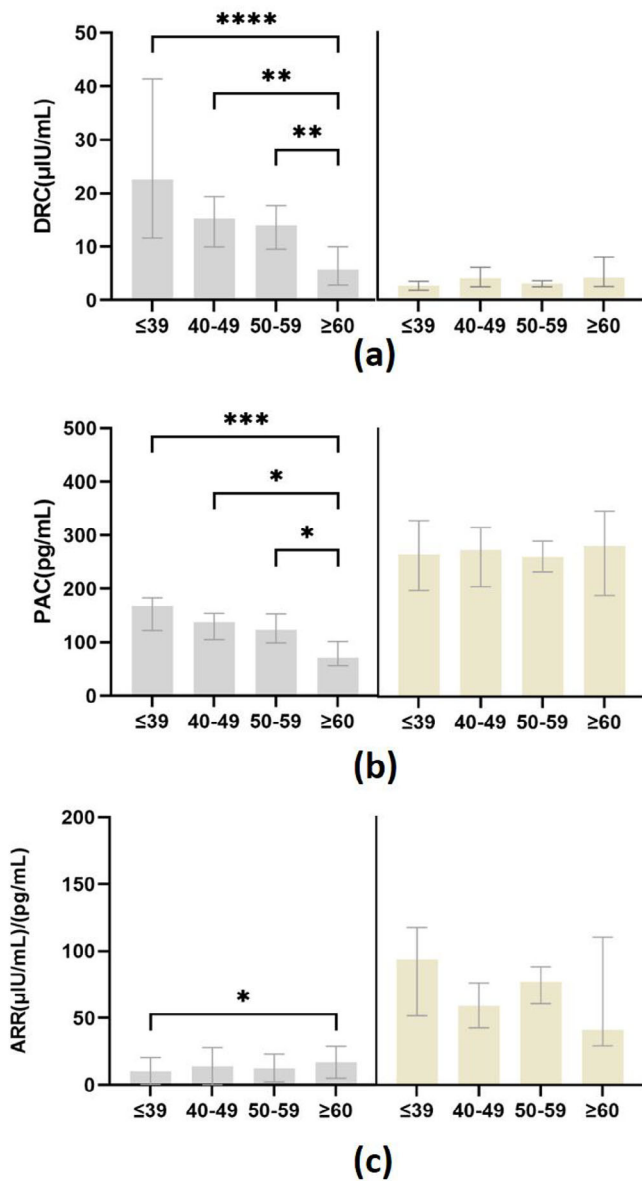 ****
**
**
DRC(μIU/mL)
50
40
30
20
10
0
≤39 40-49 50-59 ≥60 ≤39 40-49 50-59 ≥60
(a)
***
*
*
PAC(pg/mL)
500
400
300
200
100
0
≤39 40-49 50-59 ≥60 ≤39 40-49 50-59 ≥60
(b)
*
ARR(μIU/mL)/(pg/mL)
200
150
100
50
0
≤39 40-49 50-59 ≥60 ≤39 40-49 50-59 ≥60
(c)